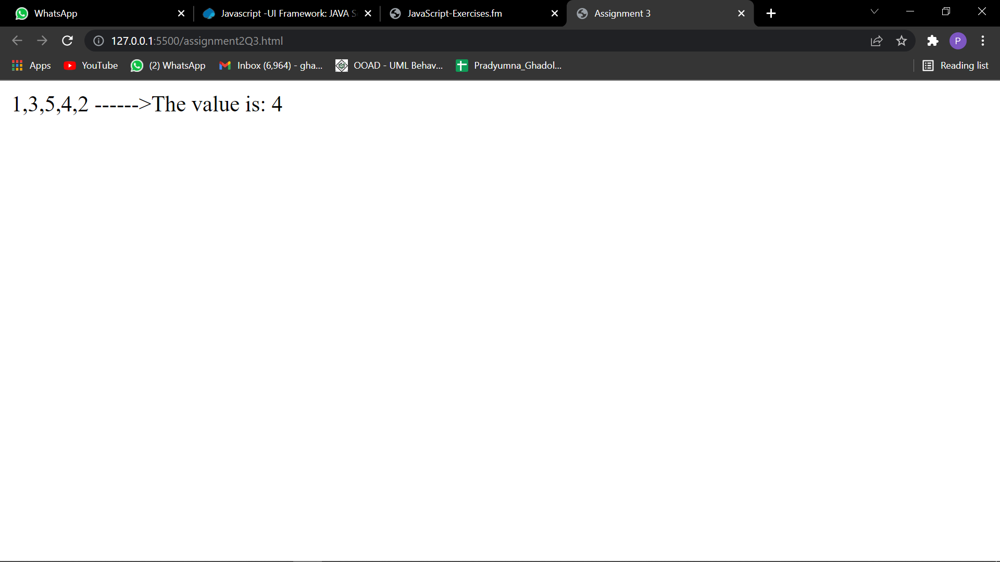 WhatsApp
Javascript -UI Framework: JAVA S
JavaScript-Exercises.fm
Assignment 3
127.0.0.1:5500/assignment2Q3.html
P
Apps
YouTube
(2) WhatsApp
Inbox (6,964) - gha...
OOAD - UML Behav...
Pradyumna_Ghadol...
Reading list
1,3,5,4,2 ------>The value is: 4